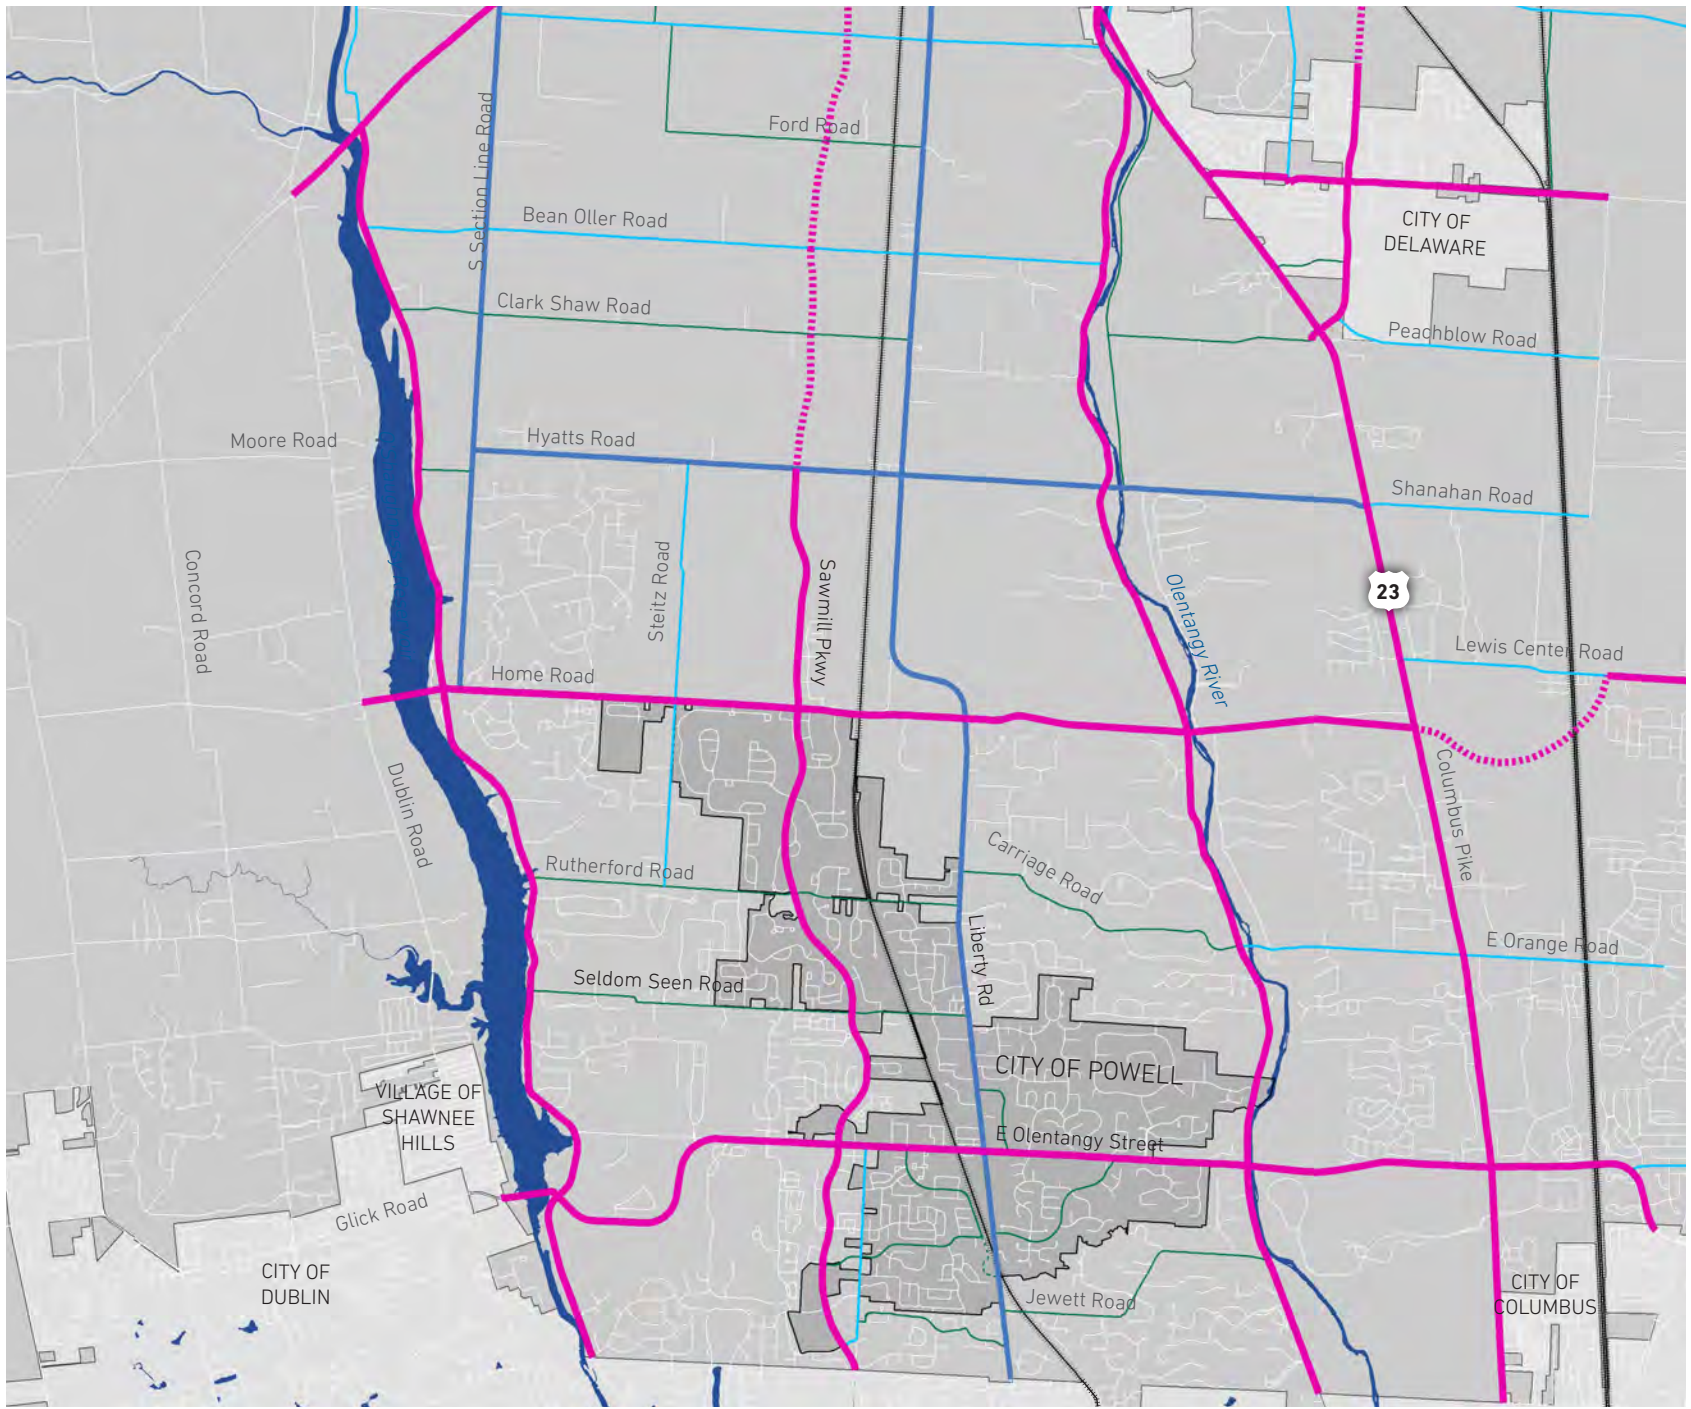 Ford Road
S Section Line Road
Bean Oller Road
CITY OF
DELAWARE
Clark Shaw Road
Peachblow Road
Moore Road
Hyatts Road
Shanahan Road
Concord Road
Steitz Road
Sawmill Pkwy
Olentangy River
23
Lewis Center Road
Home Road
Dublin Road
Columbus Pike
Rutherford Road
Carriage Road
Liberty Rd
E Orange Road
Seldom Seen Road
CITY OF POWELL
VILLAGE OF
SHAWNEE
HILLS
E Olentangy Street
Glick Road
CITY OF
DUBLIN
Jewett Road
CITY OF
COLUMBUS